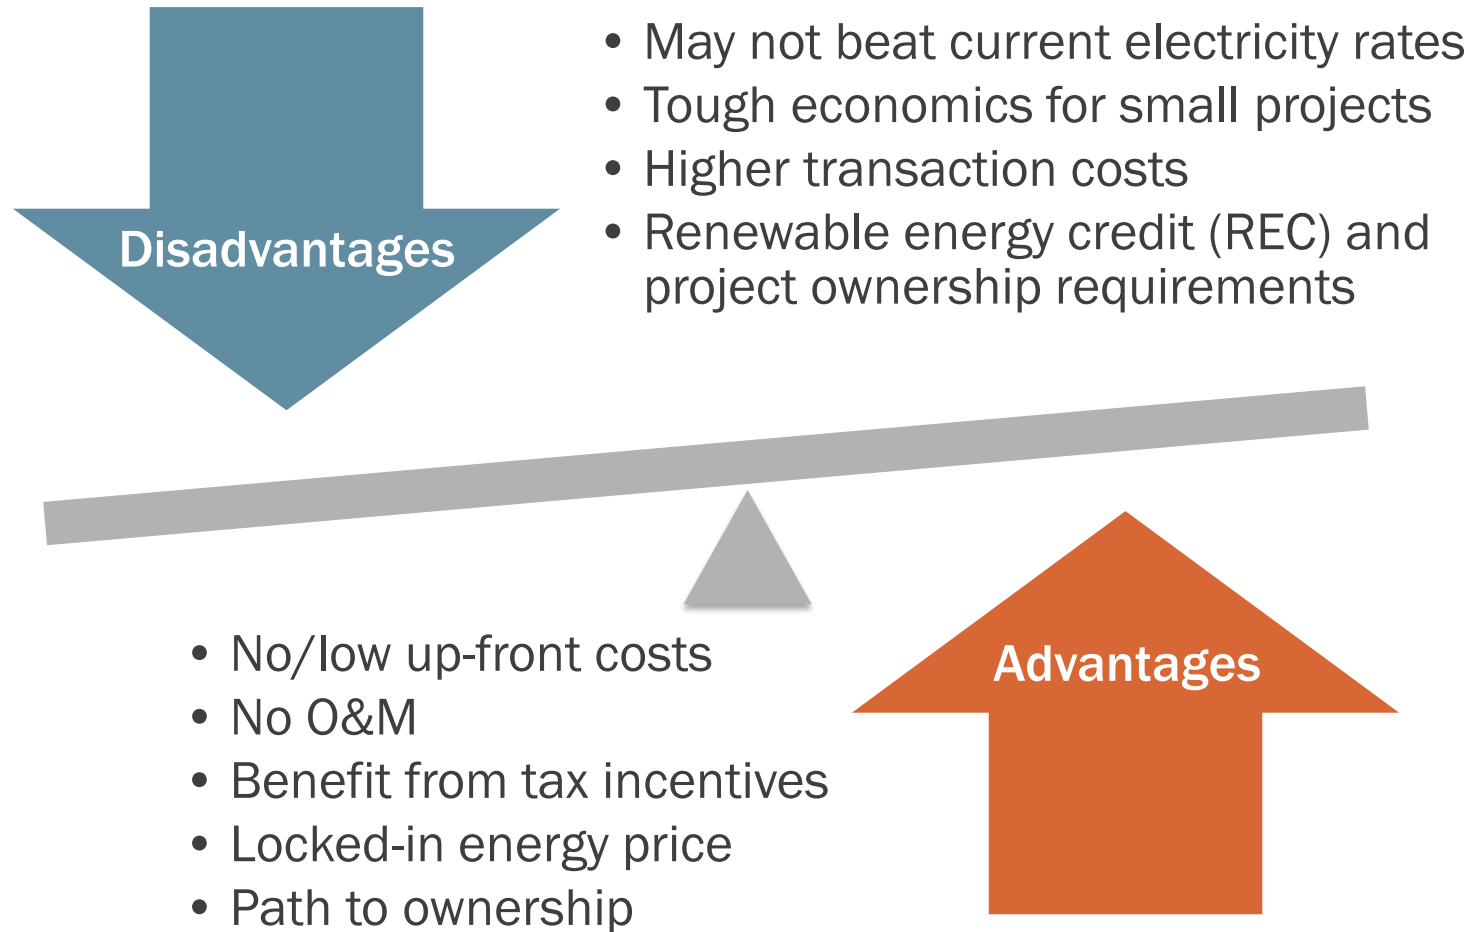 Disadvantages
• May not beat current electricity rates
• Tough economics for small projects
• Higher transaction costs
• Renewable energy credit (REC) and
project ownership requirements
• No/low up-front costs
• No O&M
• Benefit from tax incentives
• Locked-in energy price
• Path to ownership
Advantages